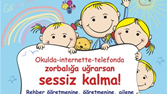 Okulda-internette-telefonda
zorbalığa uğrarsan
sessiz kalma!
Rehber öğretmenine, öğretmenine, ailene